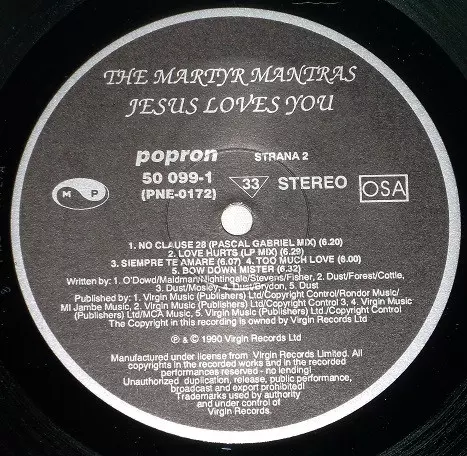 THE MARTYR MANTRAS
JESUS LOVES YOU
popron STRANA 2
50 099-1 33 STEREO OSA
(PNE-0172)
M P
1. NO CLAUSE 28 (PASCAL GABRIEL MIX) (6.20)
2. LOVE HURTS (LP MIX) (6.29)
3. SIEMPRE TE AMARE (6.07) 4. TOO MUCH LOVE (6.00)
5. BOW DOWN MISTER (6.32)
Written by: 1. O'Dowd/Maidman/Nightingale/Stevens/Fisher, 2. Dust/Forest/Cottle,
3. Dust/Mosley, 4. Dust/Brydon, 5. Dust
Published by: 1. Virgin Music (Publishers) Ltd/Copyright Control/Rondor Music/
MI Jambe Music, 2. Virgin Music (Publishers) Ltd/Copyright Control 3, 4. Virgin Music
(Publishers) Ltd/MCA Music, 5. Virgin Music (Publishers) Ltd./Copyright Control
The Copyright in this recording is owned by Virgin Records Ltd
℗ & © 1990 Virgin Records Ltd
Manufactured under license from Virgin Records Limited. All
copyrights in the recorded works and in the recorded
performances reserved - no lending!
Unauthorized duplication, release, public performance,
broadcast and export prohibited!
Trademarks used by authority
and under control of
Virgin Records.